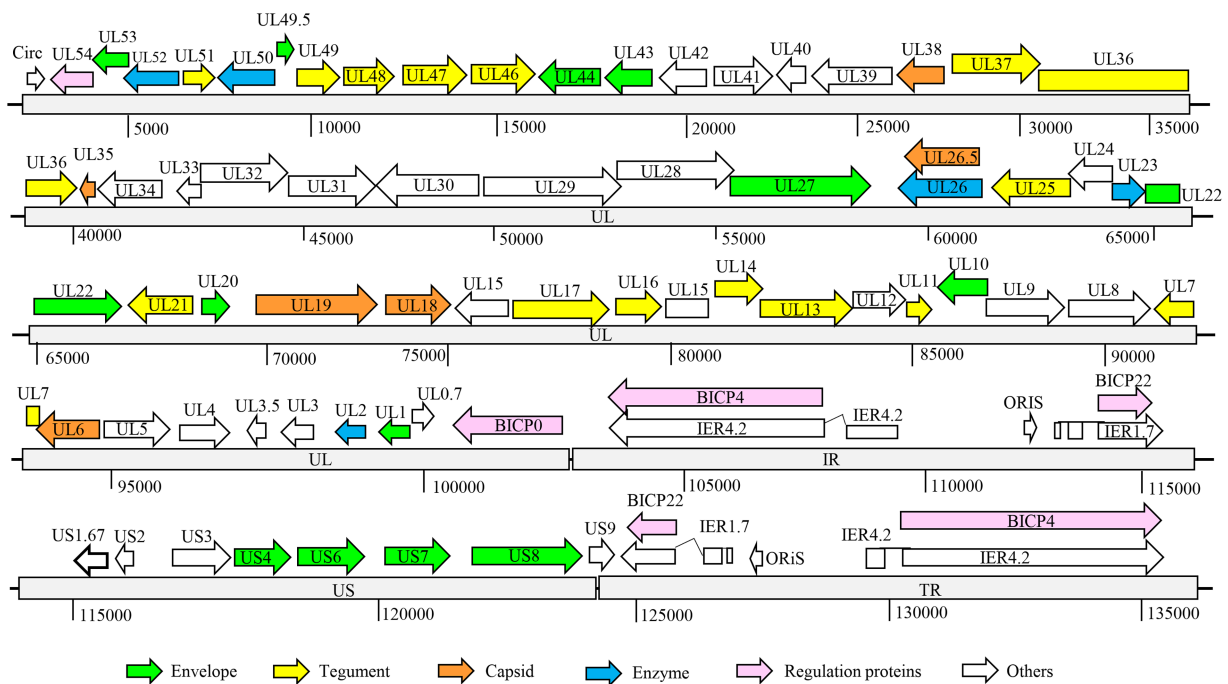 Circ UL54 UL53 UL52 UL51 UL50 UL49.5 UL49 UL48 UL47 UL46 UL44 UL43 UL42 UL41 UL40 UL39 UL38 UL37 UL36
5000 10000 15000 20000 25000 30000 35000
UL36 UL35 UL34 UL33 UL32 UL31 UL30 UL29 UL28 UL27 UL26.5 UL26 UL25 UL24 UL23 UL22
UL
40000 45000 50000 55000 60000 65000
UL22 UL21 UL20 UL19 UL18 UL15 UL17 UL16 UL15 UL14 UL13 UL12 UL11 UL10 UL9 UL8 UL7
UL
65000 70000 75000 80000 85000 90000
UL7 UL6 UL5 UL4 UL3.5 UL3 UL2 UL1 UL0.7 BICP0 BICP4 IER4.2 IER4.2 ORIS BICP22 IER1.7
UL IR
95000 100000 105000 110000 115000
US1.67 US2 US3 US4 US6 US7 US8 US9 BICP22 IER1.7 ORiS IER4.2 BICP4 IER4.2
US TR
115000 120000 125000 130000 135000
Envelope Tegument Capsid Enzyme Regulation proteins Others